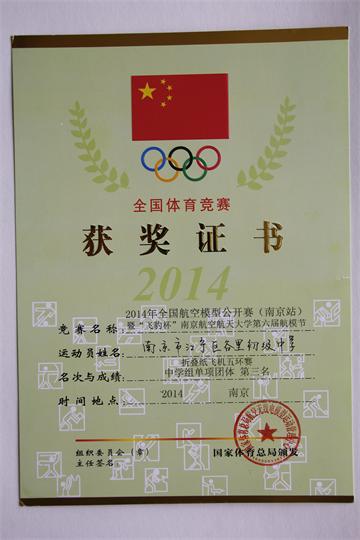 全国体育竞赛
获奖证书
2014
2014年全国航空模型公开赛（南京站）
暨“飞豹杯”南京航空航天大学第六届航模节
竞赛名称：
运动员姓名：南京市江宁区谷里初级中学
折叠纸飞机五环赛
名次与成绩：中学组单项团体 第三名
时间地点：2014 南京
组织委员会（章）
主任签名
国家体育总局颁发